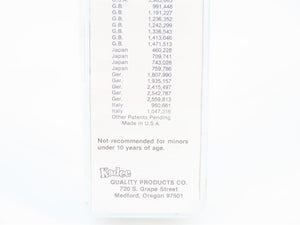 G.B. 1,191,227
G.B. 1,236,352
G.B. 1,242,299
G.B. 1,336,543
G.B. 1,413,646
G.B. 1,471,513
Japan 460,228
Japan 709,741
Japan 743,028
Japan 759,786
Ger. 1,807,990
Ger. 1,935,157
Ger. 2,415,497
Ger. 2,542,787
Ger. 2,559,813
Italy 950,661
Italy 1,047,316
Other Patents Pending
Made in U.S.A.
Not recommended for minors
under 16 years of age.
Kadee
QUALITY PRODUCTS CO.
720 S. Grape Street
Medford, Oregon 97501